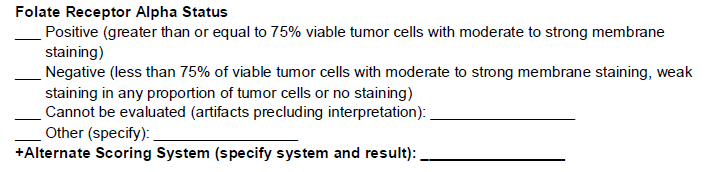 Folate Receptor Alpha Status
___ Positive (greater than or equal to 75% viable tumor cells with moderate to strong membrane
staining)
___ Negative (less than 75% of viable tumor cells with moderate to strong membrane staining, weak
staining in any proportion of tumor cells or no staining)
___ Cannot be evaluated (artifacts precluding interpretation): __________________
___ Other (specify): __________________
+Alternate Scoring System (specify system and result): __________________